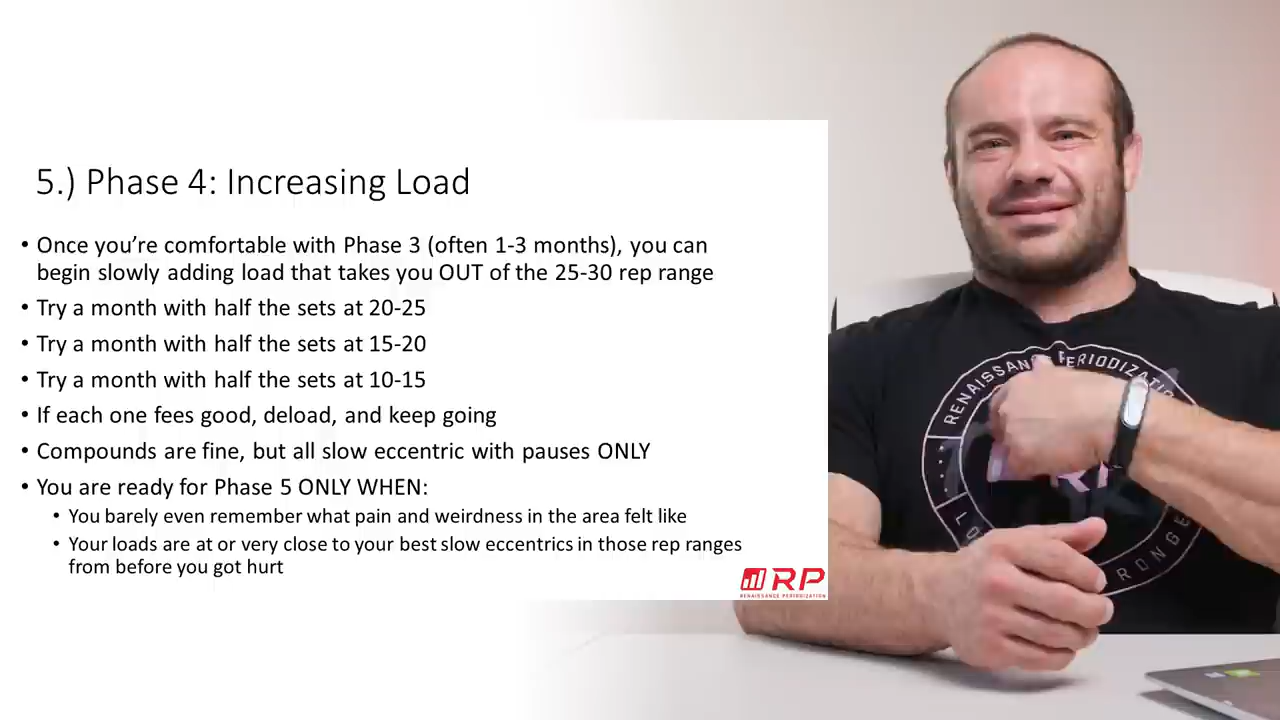 5.) Phase 4: Increasing Load
• Once you’re comfortable with Phase 3 (often 1-3 months), you can
begin slowly adding load that takes you OUT of the 25-30 rep range
• Try a month with half the sets at 20-25
• Try a month with half the sets at 15-20
• Try a month with half the sets at 10-15
• If each one fees good, deload, and keep going
• Compounds are fine, but all slow eccentric with pauses ONLY
• You are ready for Phase 5 ONLY WHEN:
• You barely even remember what pain and weirdness in the area felt like
• Your loads are at or very close to your best slow eccentrics in those rep ranges
from before you got hurt
RP
RENAISSANCE PERIODIZATION
RENAISSANCE PERIODIZATION